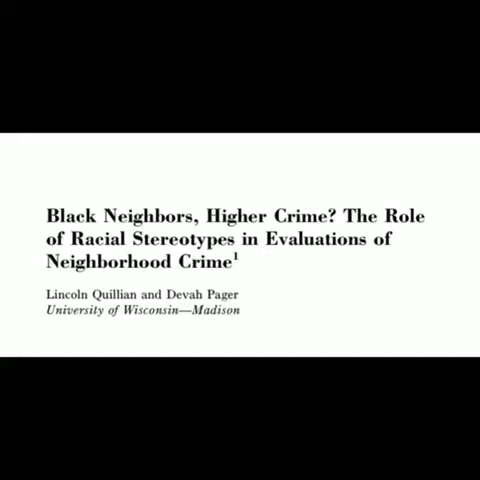 Black Neighbors, Higher Crime? The Role
of Racial Stereotypes in Evaluations of
Neighborhood Crime¹
Lincoln Quillian and Devah Pager
University of Wisconsin—Madison